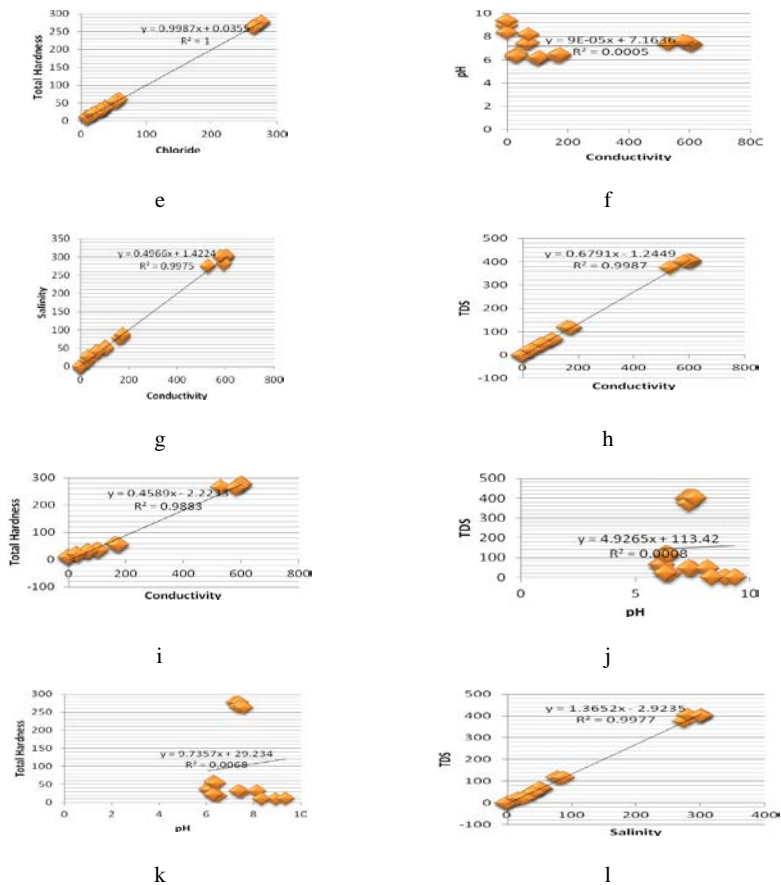 Total Hardness
300
250
200
150
100
50
0
y = 0.9987x + 0.0355
R² = 1
0 100 200 300
Chloride
e
pH
10
8
6
4
2
0
y = 9E-05x + 7.1636
R² = 0.0005
0 200 400 600 800
Conductivity
f
Salinity
350
300
250
200
150
100
50
0
y = 0.4966x + 1.4224
R² = 0.9975
0 200 400 600 800
Conductivity
g
TDS
500
400
300
200
100
0
-100
y = 0.6791x - 1.2449
R² = 0.9987
0 200 400 600 800
Conductivity
h
Total Hardness
300
200
100
0
-100
y = 0.4589x - 2.2213
R² = 0.9883
0 200 400 600 800
Conductivity
i
TDS
500
400
300
200
100
0
y = 4.9265x + 113.42
R² = 0.0008
0 5 10
pH
j
Total Hardness
300
250
200
150
100
50
0
y = 9.7357x + 29.234
R² = 0.0068
0 2 4 6 8 10
pH
k
TDS
500
400
300
200
100
0
-100
y = 1.3652x - 2.9235
R² = 0.9977
0 100 200 300 400
Salinity
l